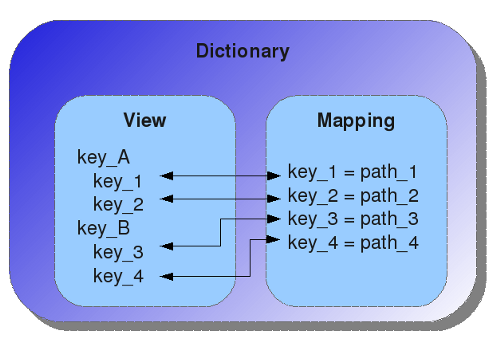 Dictionary
View
key_A
key_1
key_2
key_B
key_3
key_4
Mapping
key_1 = path_1
key_2 = path_2
key_3 = path_3
key_4 = path_4